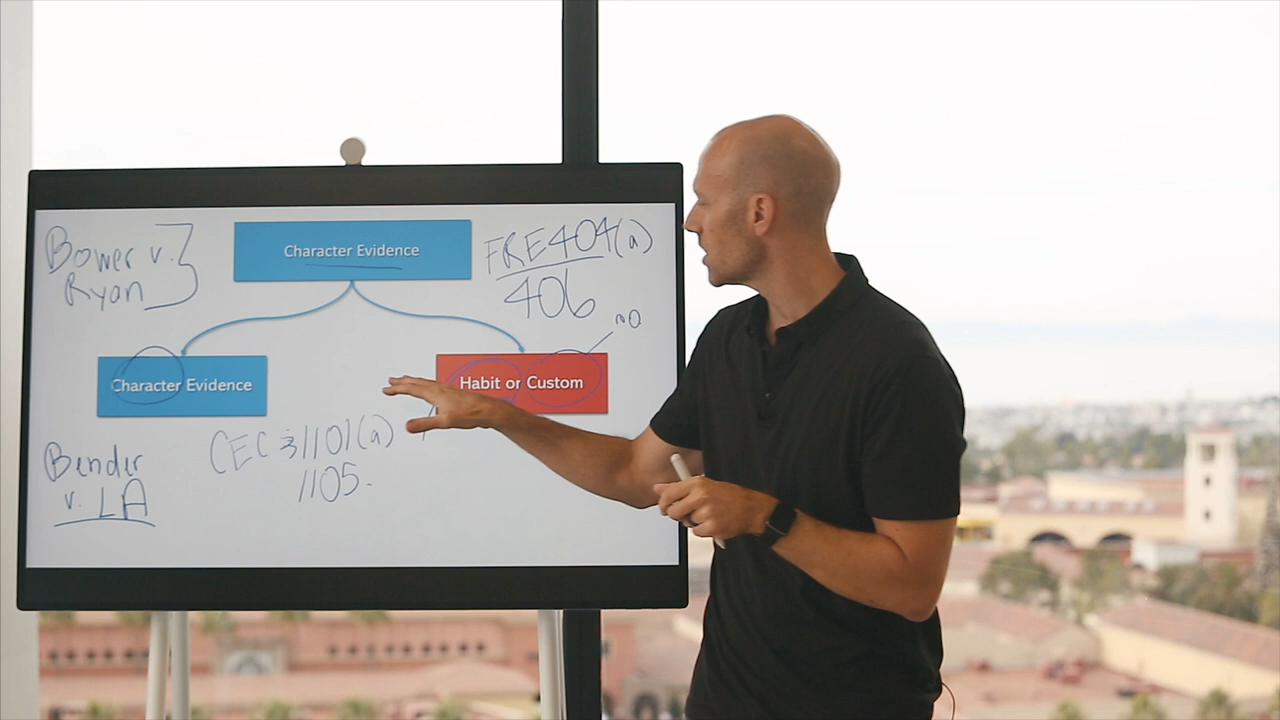 Bower v.
Ryan
Character Evidence
FRE 404(a)
406
no
Character Evidence
Habit or Custom
CEC §1101(a)
1105.
Bender
v. LA